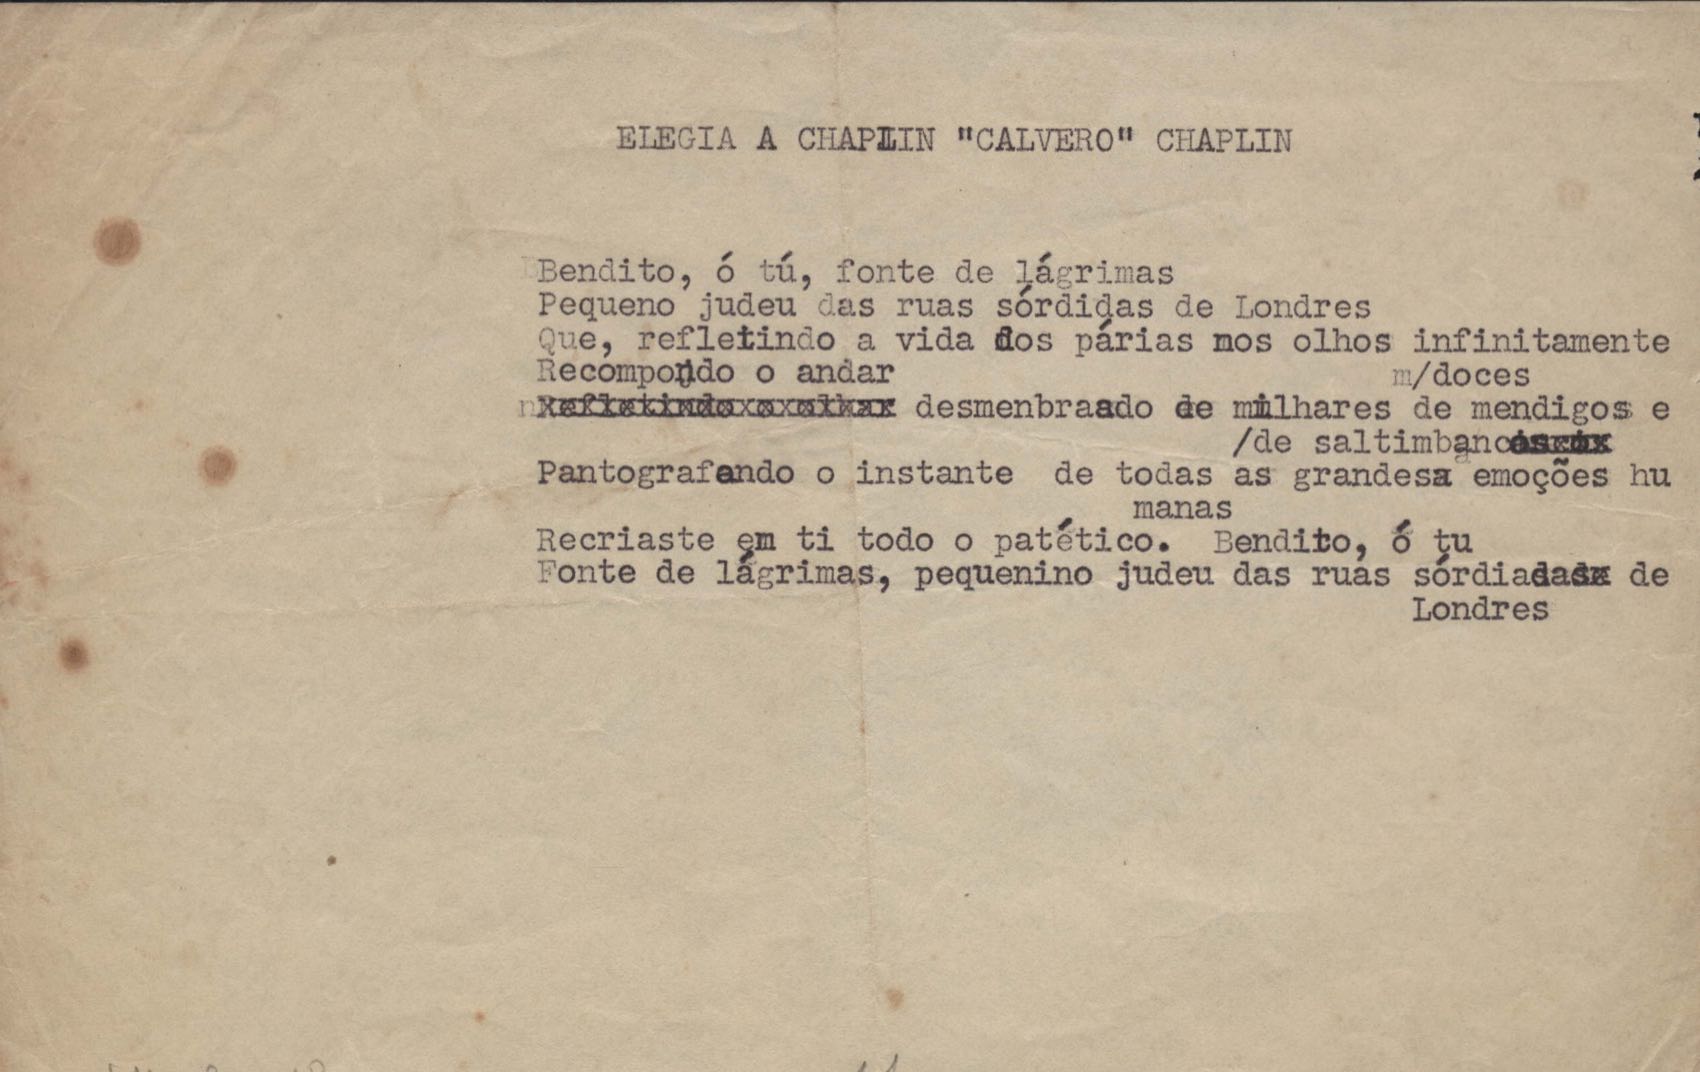 ELEGIA A CHAPLIN "CALVERO" CHAPLIN
Bendito, ó tú, fonte de lágrimas
Pequeno judeu das ruas sórdidas de Londres
Que, refletindo a vida dos párias nos olhos infinitamente
Recompondo o andar m/doces
desmenbraado de milhares de mendigos e
/de saltimbancos
Pantografando o instante de todas as grandes emoções hu
manas
Recriaste em ti todo o patético. Bendito, ó tu
Fonte de lágrimas, pequenino judeu das ruas sórdidas de
Londres